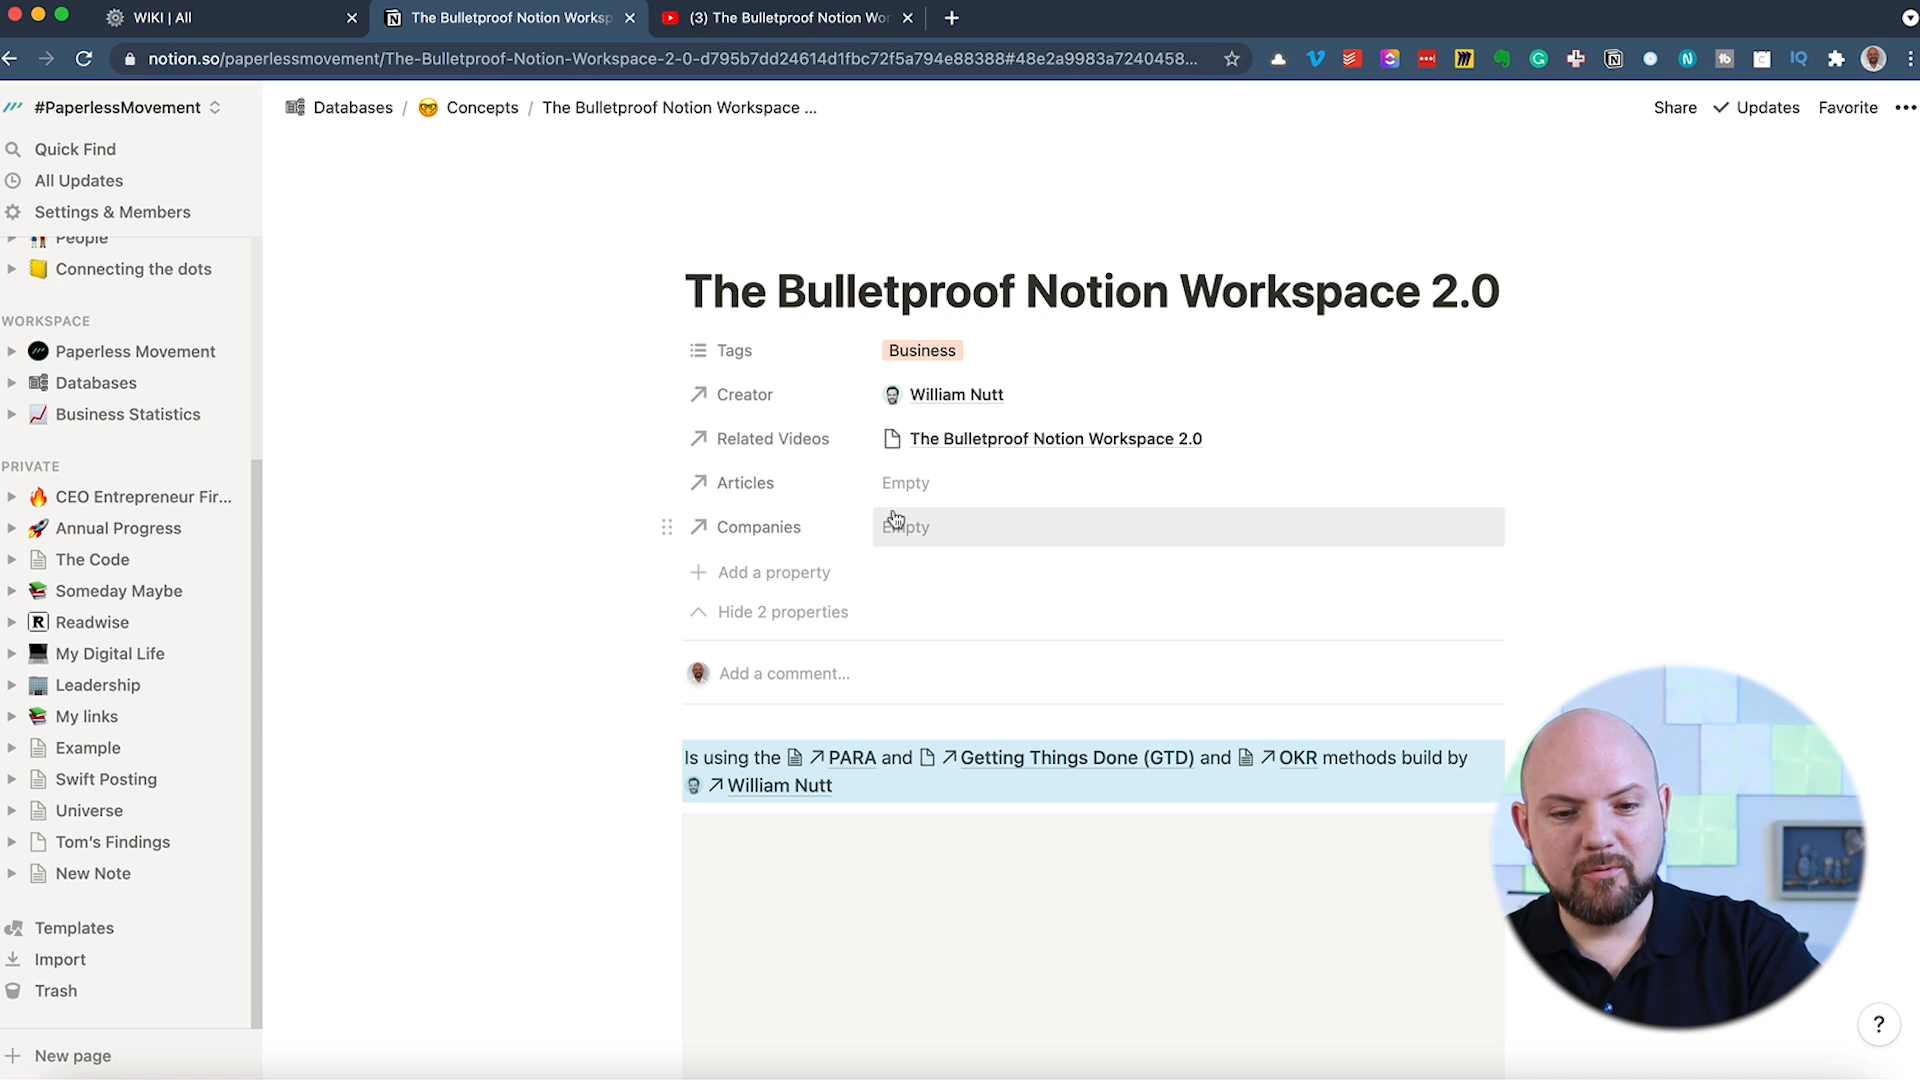 WIKI | All
The Bulletproof Notion Worksp
(3) The Bulletproof Notion Wor
notion.so/paperlessmovement/The-Bulletproof-Notion-Workspace-2-0-d795b7dd24614d1fbc72f5a794e88388#48e2a9983a7240458...
#PaperlessMovement
Databases / Concepts / The Bulletproof Notion Workspace ...
Share Updates Favorite
Quick Find
All Updates
Settings & Members
People
Connecting the dots
WORKSPACE
Paperless Movement
Databases
Business Statistics
PRIVATE
CEO Entrepreneur Fir...
Annual Progress
The Code
Someday Maybe
Readwise
My Digital Life
Leadership
My links
Example
Swift Posting
Universe
Tom's Findings
New Note
Templates
Import
Trash
New page
The Bulletproof Notion Workspace 2.0
Tags Business
Creator William Nutt
Related Videos The Bulletproof Notion Workspace 2.0
Articles Empty
Companies Empty
Add a property
Hide 2 properties
Add a comment...
Is using the PARA and Getting Things Done (GTD) and OKR methods build by
William Nutt
?